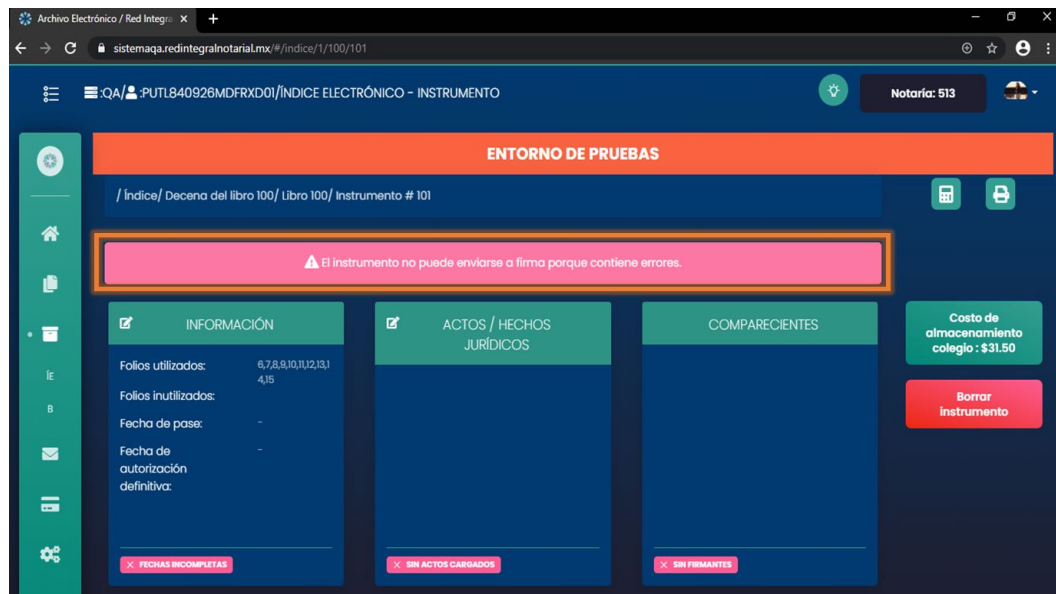 Archivo Electrónico / Red Integra
sistemaqa.redintegralnotarial.mx/#/indice/1/100/101
:QA/ :PUTL840926MDFRXD01/ÍNDICE ELECTRÓNICO - INSTRUMENTO
Notaría: 513
ENTORNO DE PRUEBAS
/ Índice/ Decena del libro 100/ Libro 100/ Instrumento # 101
El instrumento no puede enviarse a firma porque contiene errores.
INFORMACIÓN
Folios utilizados: 6,7,8,9,10,11,12,13,1
4,15
Folios inutilizados:
Fecha de pase: -
Fecha de -
autorización
definitiva:
FECHAS INCOMPLETAS
ACTOS / HECHOS
JURÍDICOS
SIN ACTOS CARGADOS
COMPARECIENTES
SIN FIRMANTES
Costo de
almacenamiento
colegio : $31.50
Borrar
instrumento
ÍE
B